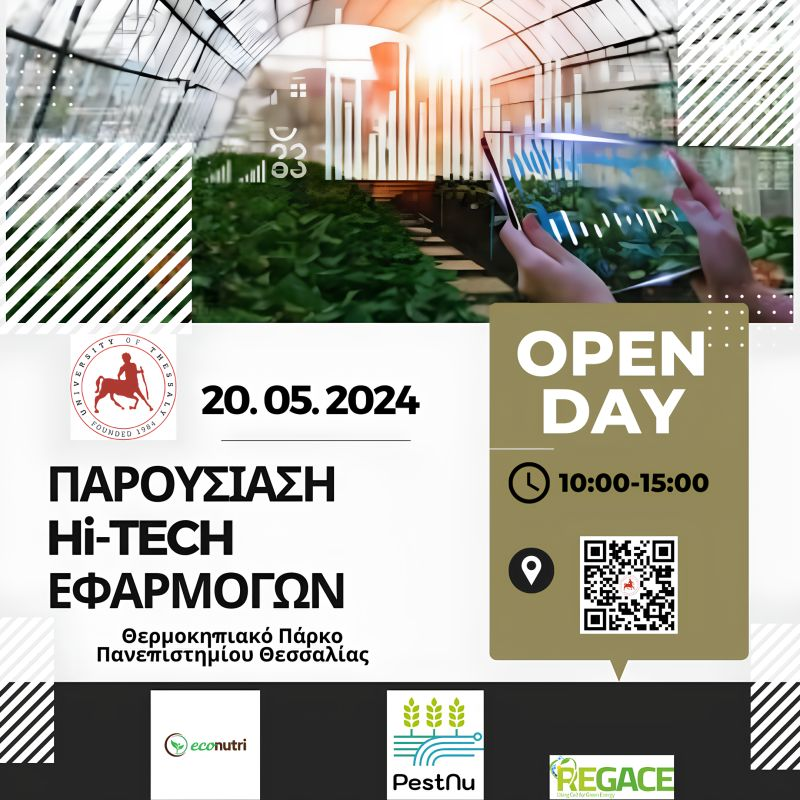 UNIVERSITY OF THESSALY
FOUNDED 1984
20. 05. 2024
OPEN
DAY
10:00-15:00
ΠΑΡΟΥΣΙΑΣΗ
Hi-TECH
ΕΦΑΡΜΟΓΩΝ
Θερμοκηπιακό Πάρκο
Πανεπιστημίου Θεσσαλίας
econutri
PestNu
REGACE